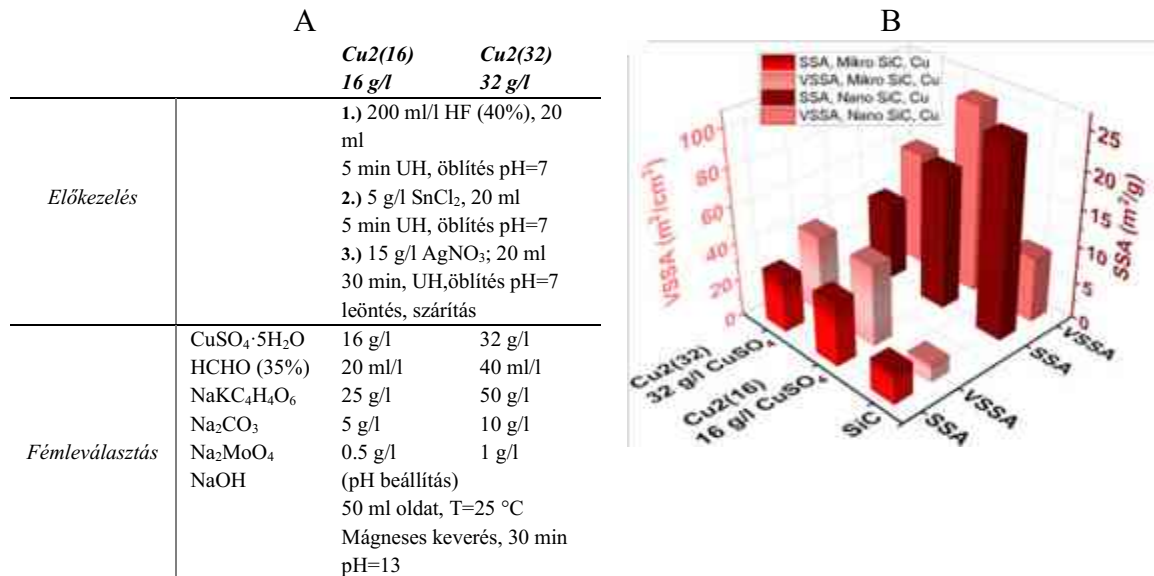 A
Cu2(16) Cu2(32)
16 g/l 32 g/l
Előkezelés
1.) 200 ml/l HF (40%), 20
ml
5 min UH, öblítés pH=7
2.) 5 g/l SnCl₂, 20 ml
5 min UH, öblítés pH=7
3.) 15 g/l AgNO₃; 20 ml
30 min, UH,öblítés pH=7
leöntés, szárítás
Fémleválasztás
CuSO₄·5H₂O 16 g/l 32 g/l
HCHO (35%) 20 ml/l 40 ml/l
NaKC₄H₄O₆ 25 g/l 50 g/l
Na₂CO₃ 5 g/l 10 g/l
Na₂MoO₄ 0.5 g/l 1 g/l
NaOH (pH beállítás)
50 ml oldat, T=25 °C
Mágneses keverés, 30 min
pH=13
B
SSA, Mikro SiC, Cu
VSSA, Mikro SiC, Cu
SSA, Nano SiC, Cu
VSSA, Nano SiC, Cu
VSSA (m²/cm³)
100
80
60
40
20
0
SSA (m²/g)
25
20
15
10
5
0
Cu2(32)
32 g/l CuSO₄
Cu2(16)
16 g/l CuSO₄
SiC
SSA
VSSA
SSA
VSSA